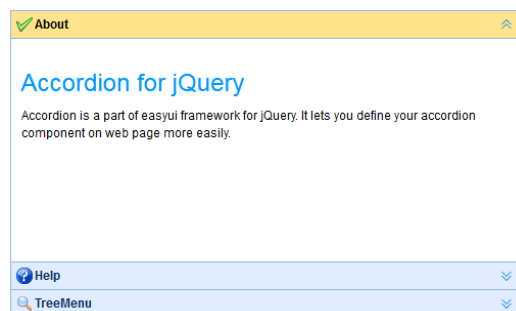 About
Accordion for jQuery
Accordion is a part of easyui framework for jQuery. It lets you define your accordion
component on web page more easily.
Help
TreeMenu